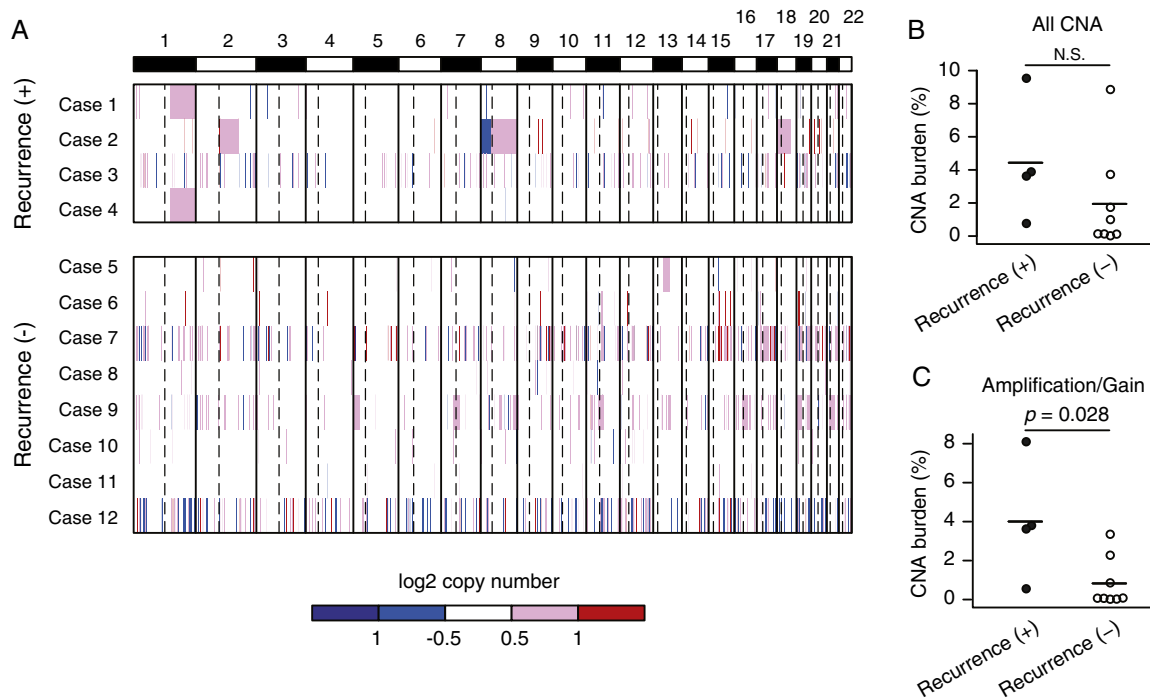 A
16 18 20 22
1 2 3 4 5 6 7 8 9 10 11 12 13 14 15 17 19 21
Recurrence (+)
Case 1
Case 2
Case 3
Case 4
Recurrence (-)
Case 5
Case 6
Case 7
Case 8
Case 9
Case 10
Case 11
Case 12
log2 copy number
1 -0.5 0.5 1
B
All CNA
N.S.
CNA burden (%)
10
8
6
4
2
0
Recurrence (+)
Recurrence (−)
C
Amplification/Gain
p = 0.028
CNA burden (%)
8
6
4
2
0
Recurrence (+)
Recurrence (−)